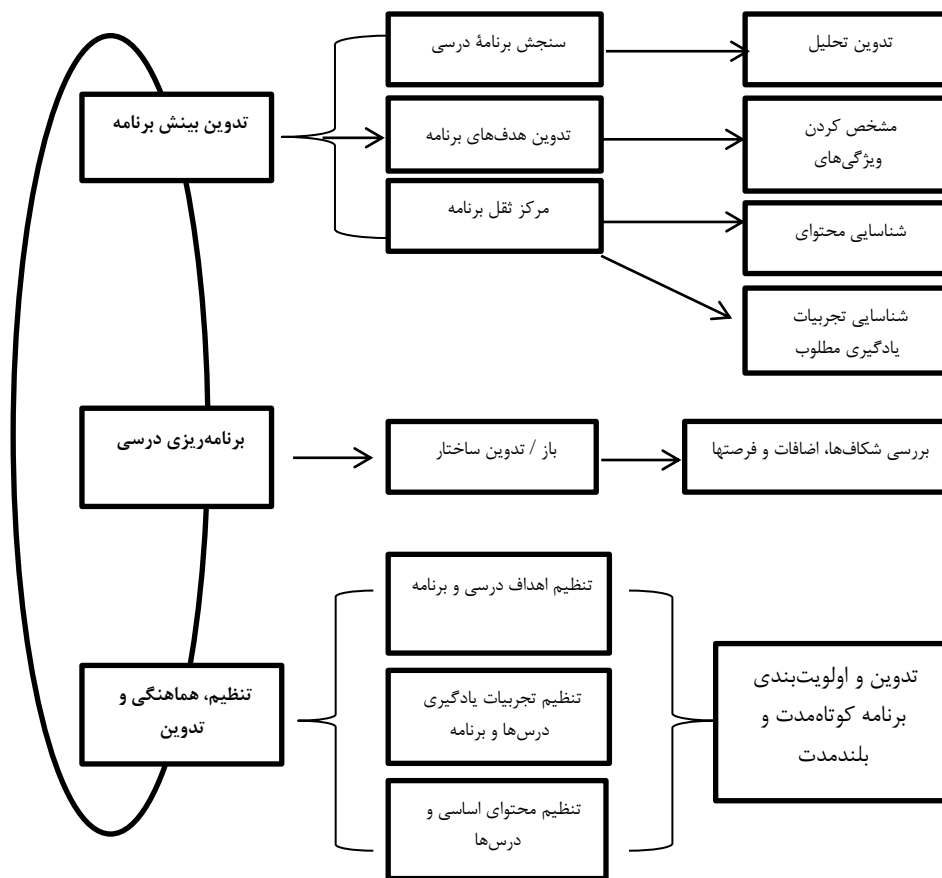 سنجش برنامهٔ درسی
تدوین تحلیل
تدوین بینش برنامه
تدوین هدف‌های برنامه
مشخص کردن
ویژگی‌های
مرکز ثقل برنامه
شناسایی محتوای
شناسایی تجربیات
یادگیری مطلوب
برنامه‌ریزی درسی
باز / تدوین ساختار
بررسی شکاف‌ها، اضافات و فرصتها
تنظیم، هماهنگی و
تدوین
تنظیم اهداف درسی و برنامه
تنظیم تجربیات یادگیری
درس‌ها و برنامه
تنظیم محتوای اساسی و
درس‌ها
تدوین و اولویت‌بندی
برنامه کوتاه‌مدت و
بلندمدت